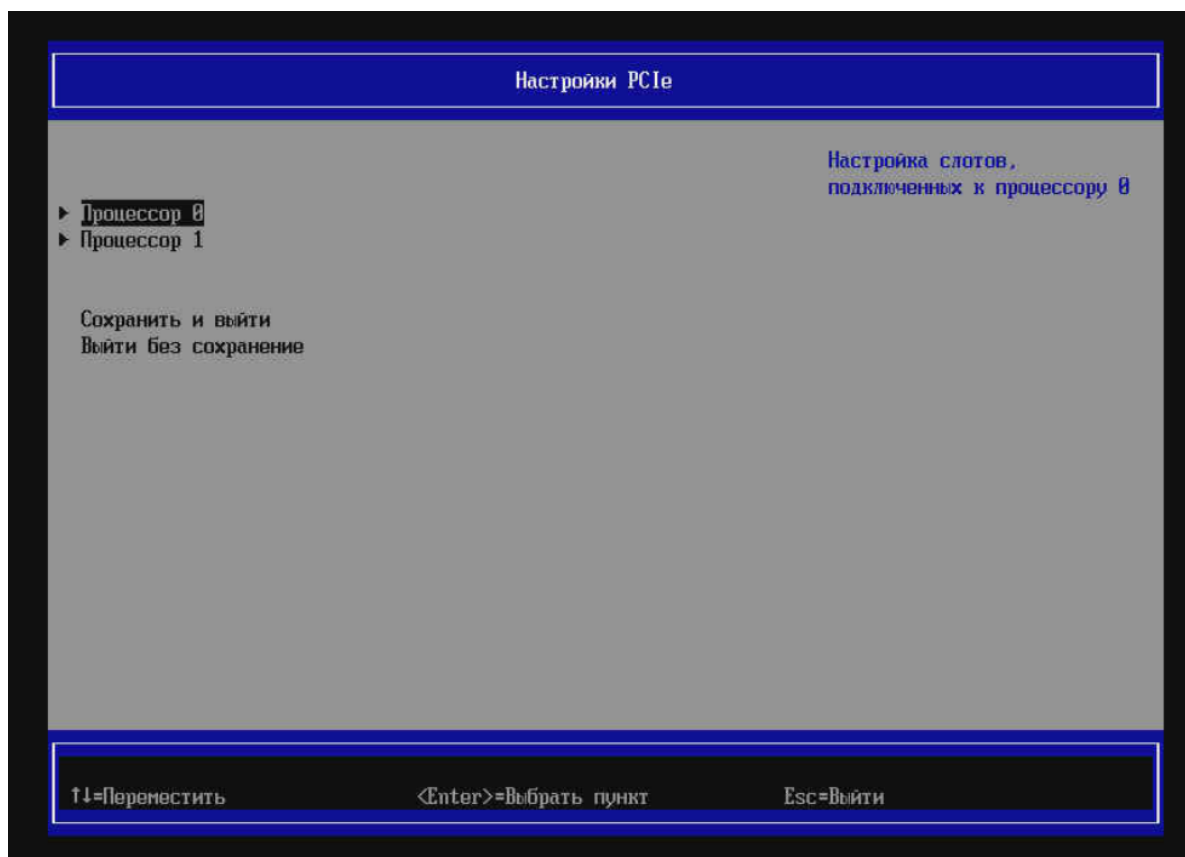 Настройки PCIe
Настройка слотов,
подключенных к процессору 0
Процессор 0
Процессор 1
Сохранить и выйти
Выйти без сохранение
↑↓=Переместить
<Enter>=Выбрать пункт
Esc=Выйти